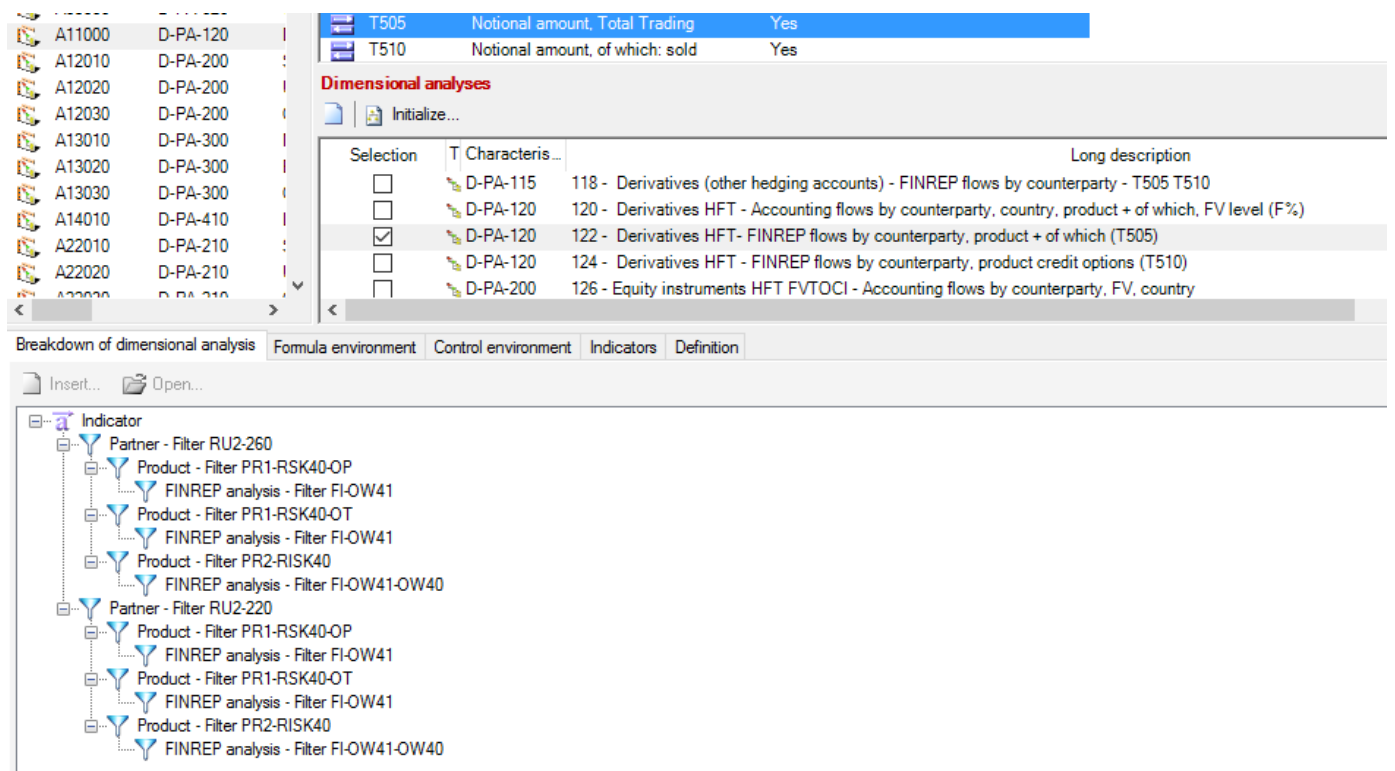 A11000 D-PA-120
A12010 D-PA-200
A12020 D-PA-200
A12030 D-PA-200
A13010 D-PA-300
A13020 D-PA-300
A13030 D-PA-300
A14010 D-PA-410
A22010 D-PA-210
A22020 D-PA-210
T505 Notional amount, Total Trading Yes
T510 Notional amount, of which: sold Yes
Dimensional analyses
Initialize...
Selection T Characteris... Long description
D-PA-115 118 - Derivatives (other hedging accounts) - FINREP flows by counterparty - T505 T510
D-PA-120 120 - Derivatives HFT - Accounting flows by counterparty, country, product + of which, FV level (F%)
D-PA-120 122 - Derivatives HFT- FINREP flows by counterparty, product + of which (T505)
D-PA-120 124 - Derivatives HFT - FINREP flows by counterparty, product credit options (T510)
D-PA-200 126 - Equity instruments HFT FVTOCI - Accounting flows by counterparty, FV, country
Breakdown of dimensional analysis Formula environment Control environment Indicators Definition
Insert... Open...
Indicator
Partner - Filter RU2-260
Product - Filter PR1-RSK40-OP
FINREP analysis - Filter FI-OW41
Product - Filter PR1-RSK40-OT
FINREP analysis - Filter FI-OW41
Product - Filter PR2-RISK40
FINREP analysis - Filter FI-OW41-OW40
Partner - Filter RU2-220
Product - Filter PR1-RSK40-OP
FINREP analysis - Filter FI-OW41
Product - Filter PR1-RSK40-OT
FINREP analysis - Filter FI-OW41
Product - Filter PR2-RISK40
FINREP analysis - Filter FI-OW41-OW40